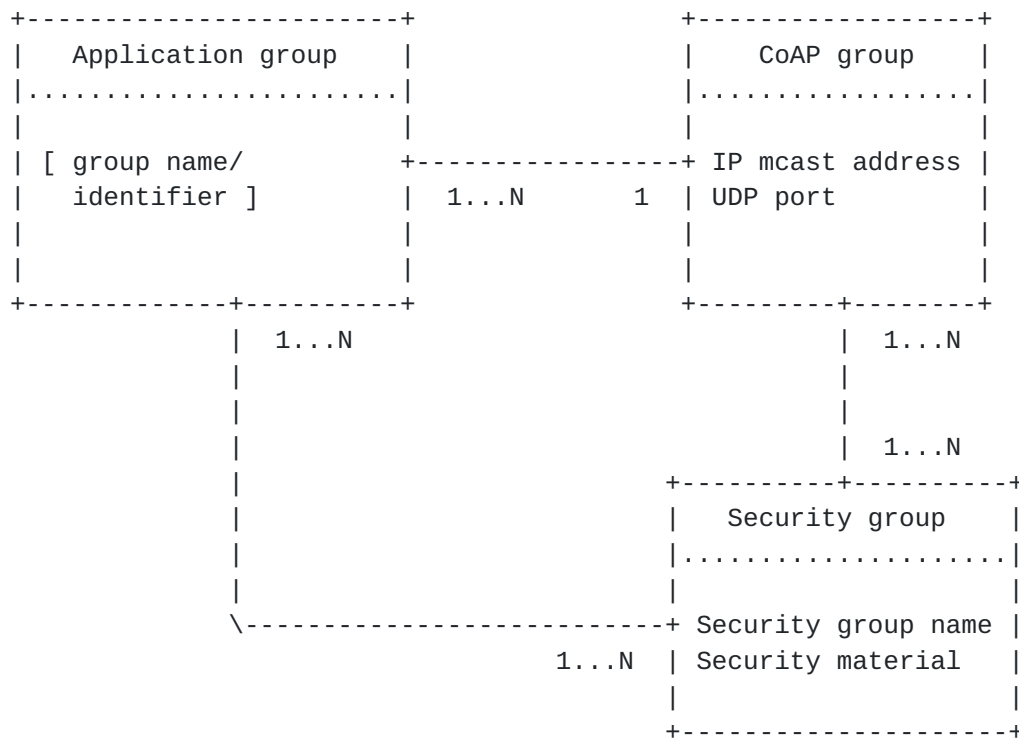 Application group
CoAP group
[ group name/
identifier ]
IP mcast address
UDP port
1...N
1
1...N
1...N
1...N
Security group
Security group name
Security material
1...N